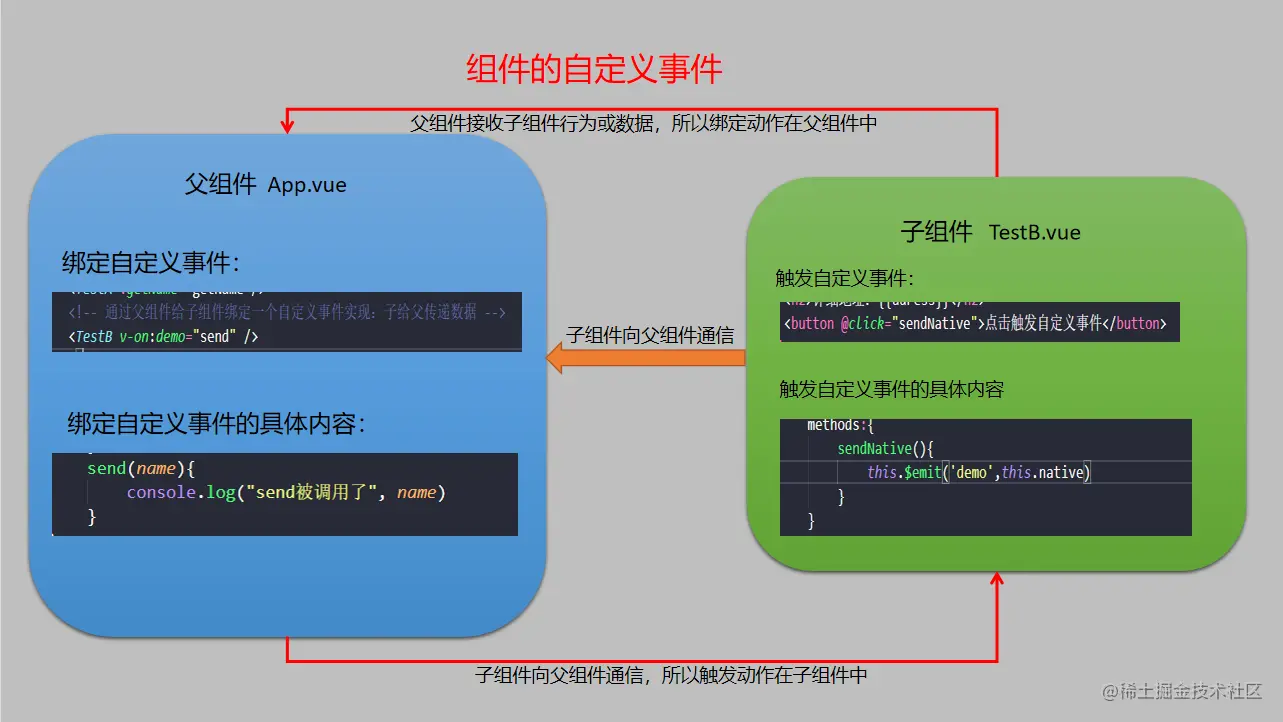 组件的自定义事件
父组件接收子组件行为或数据，所以绑定动作在父组件中
父组件 App.vue
绑定自定义事件：
<!-- 通过父组件给子组件绑定一个自定义事件实现：子给父传递数据 -->
<TestB v-on:demo="send" />
绑定自定义事件的具体内容：
send(name){
console.log("send被调用了", name)
}
子组件向父组件通信
子组件 TestB.vue
触发自定义事件：
<button @click="sendNative">点击触发自定义事件</button>
触发自定义事件的具体内容
methods:{
sendNative(){
this.$emit('demo',this.native)
}
}
子组件向父组件通信，所以触发动作在子组件中
@稀土掘金技术社区